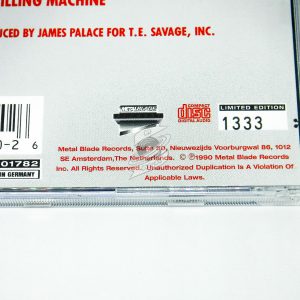 ILLING MACHINE
UCED BY JAMES PALACE FOR T.E. SAVAGE, INC.
0-2 6
COMPACT
disc
DIGITAL AUDIO
LIMITED EDITION
1333
01782
IN GERMANY
Metal Blade Records, Suite 50, Nieuwezijds Voorburgwal 86, 1012
SE Amsterdam, The Netherlands. © ℗1990 Metal Blade Records
Inc. All Rights Reserved. Unauthorized Duplication Is A Violation Of
Applicable Laws.